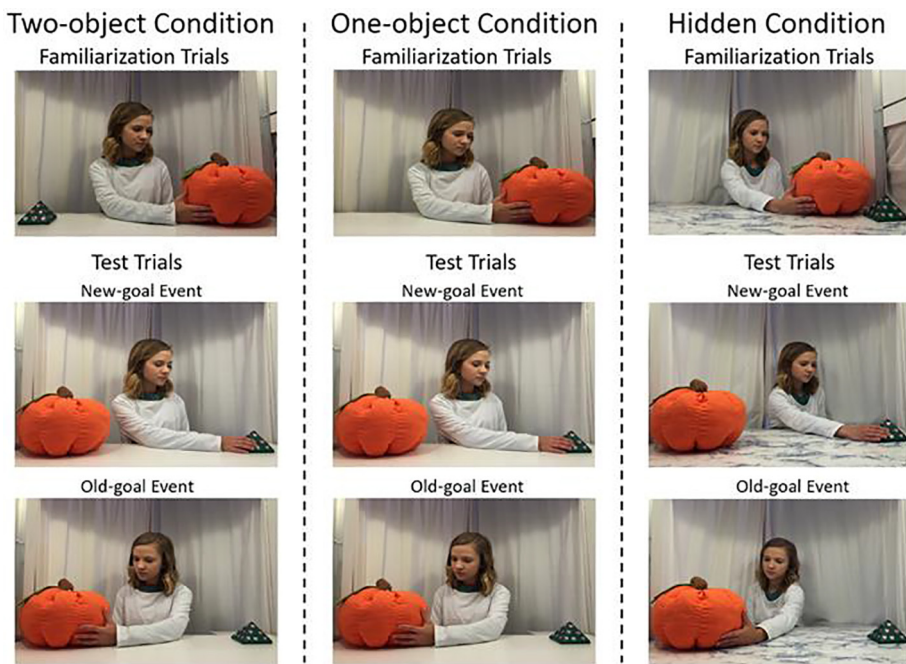 Two-object Condition
Familiarization Trials
Test Trials
New-goal Event
Old-goal Event
One-object Condition
Familiarization Trials
Test Trials
New-goal Event
Old-goal Event
Hidden Condition
Familiarization Trials
Test Trials
New-goal Event
Old-goal Event